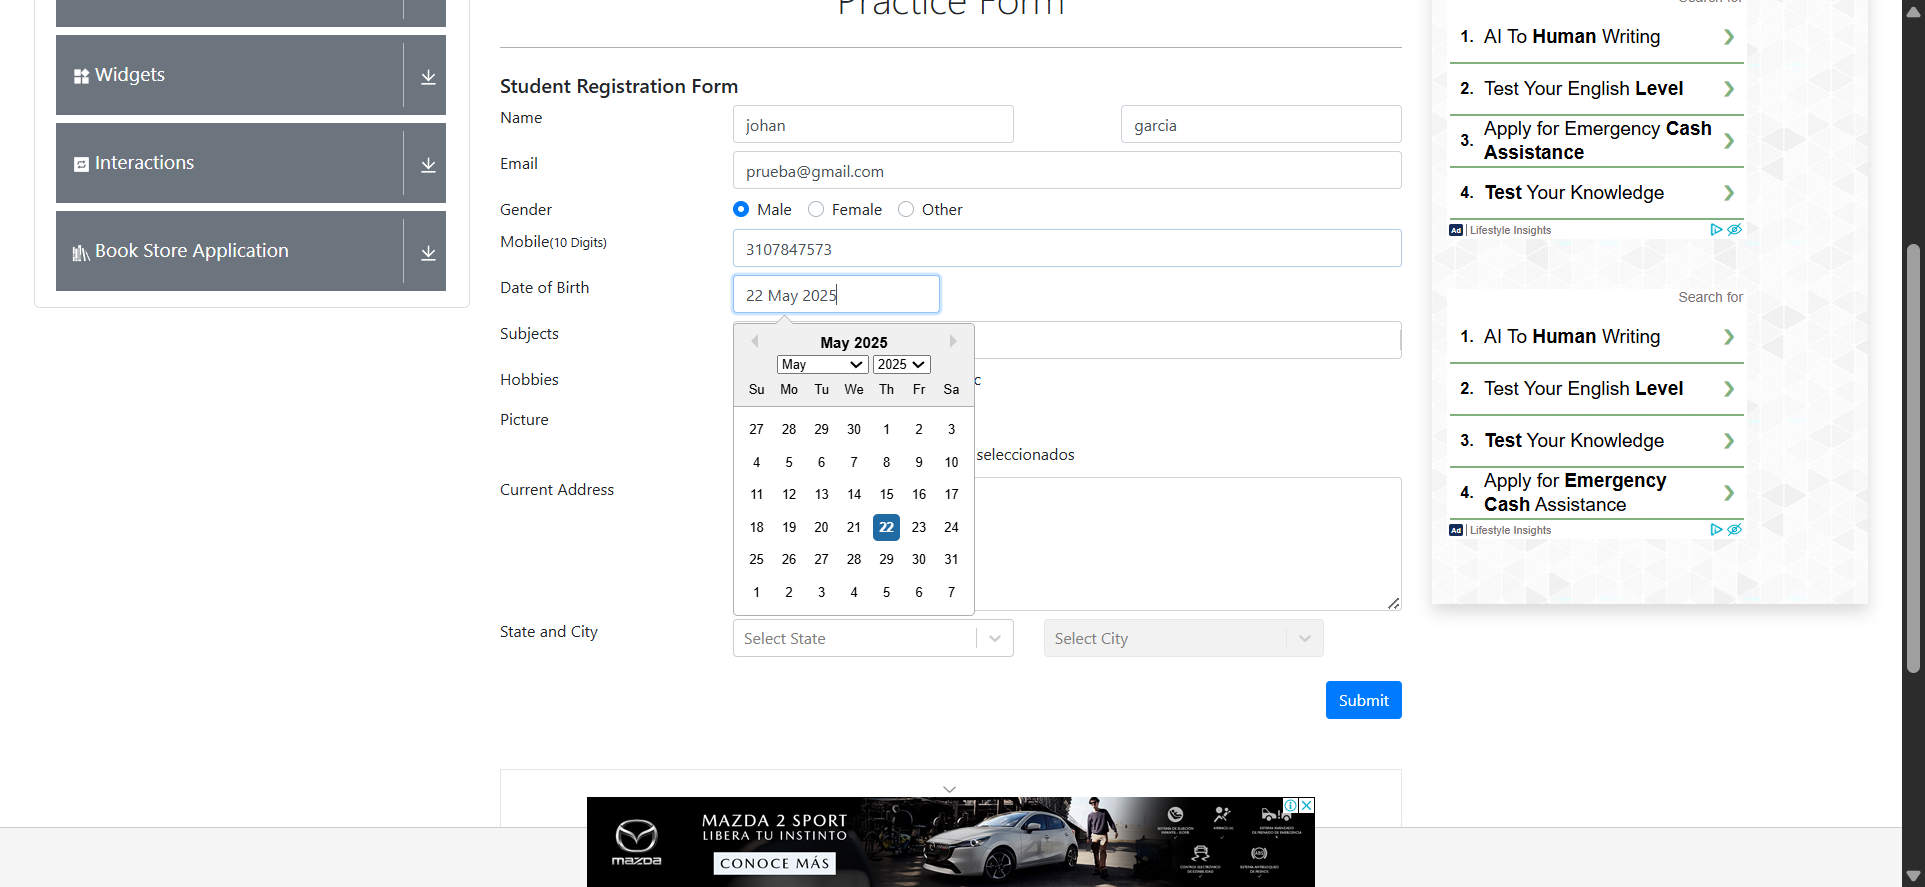 Practice Form
Widgets
Interactions
Book Store Application
Student Registration Form
Name
johan
garcia
Email
prueba@gmail.com
Gender
Male
Female
Other
Mobile(10 Digits)
3107847573
Date of Birth
22 May 2025
Subjects
May 2025
May
2025
Su Mo Tu We Th Fr Sa
27 28 29 30 1 2 3
4 5 6 7 8 9 10
11 12 13 14 15 16 17
18 19 20 21 22 23 24
25 26 27 28 29 30 31
1 2 3 4 5 6 7
Hobbies
c
Picture
seleccionados
Current Address
State and City
Select State
Select City
Submit
Search for
1. AI To Human Writing
2. Test Your English Level
3. Apply for Emergency Cash
Assistance
4. Test Your Knowledge
Ad Lifestyle Insights
Search for
1. AI To Human Writing
2. Test Your English Level
3. Test Your Knowledge
4. Apply for Emergency
Cash Assistance
Ad Lifestyle Insights
mazda
MAZDA 2 SPORT
LIBERA TU INSTINTO
CONOCE MÁS